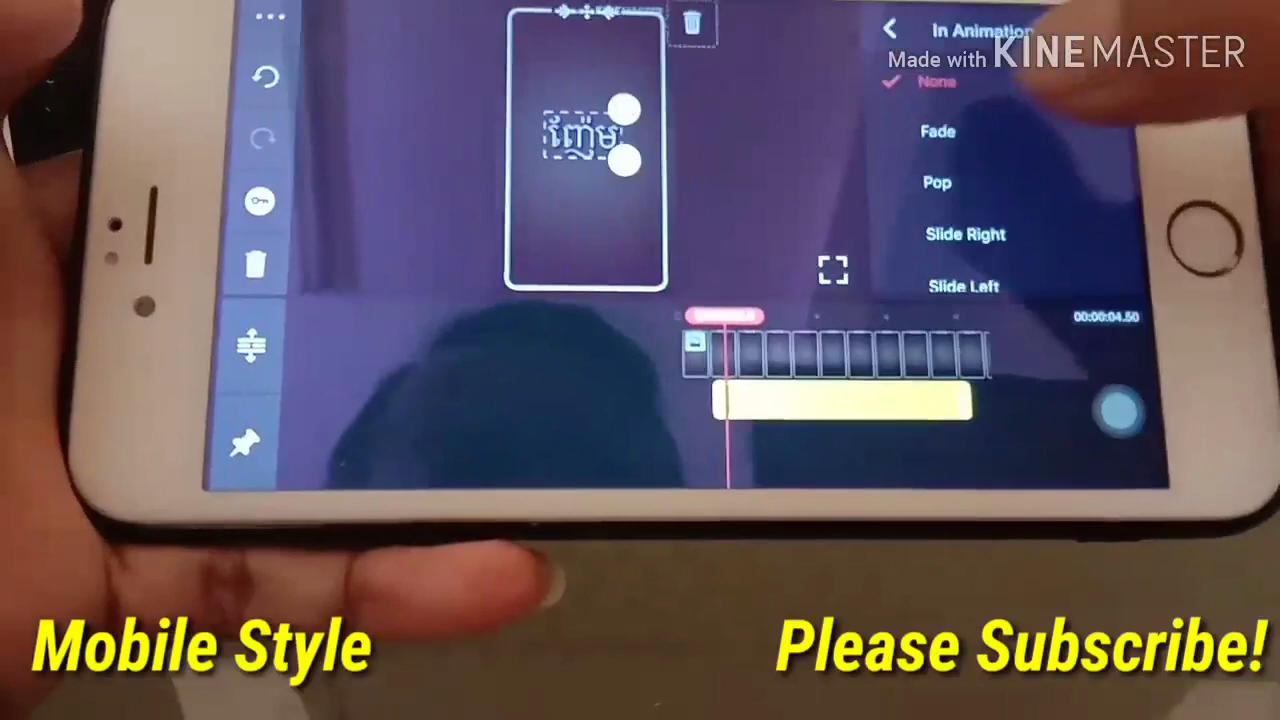 In Animation
Made with KINEMASTER
None
Fade
Pop
Slide Right
Slide Left
ញ៉ែម
00:00:04.50
Mobile Style
Please Subscribe!